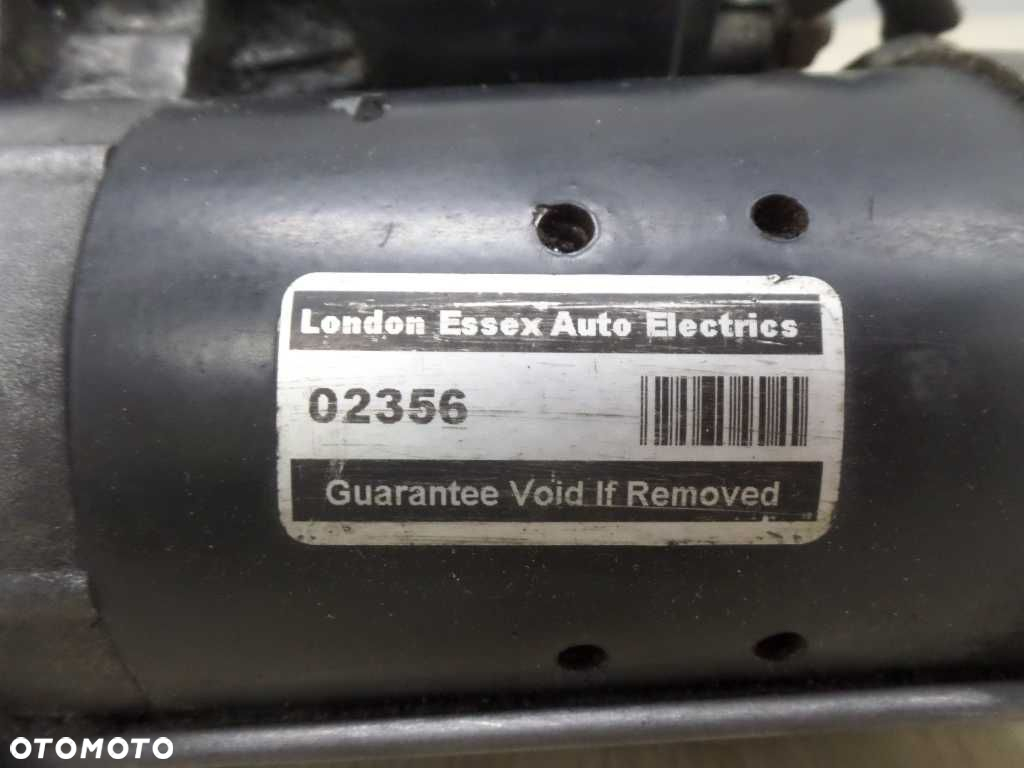 London Essex Auto Electrics
02356
Guarantee Void If Removed
OTOMOTO